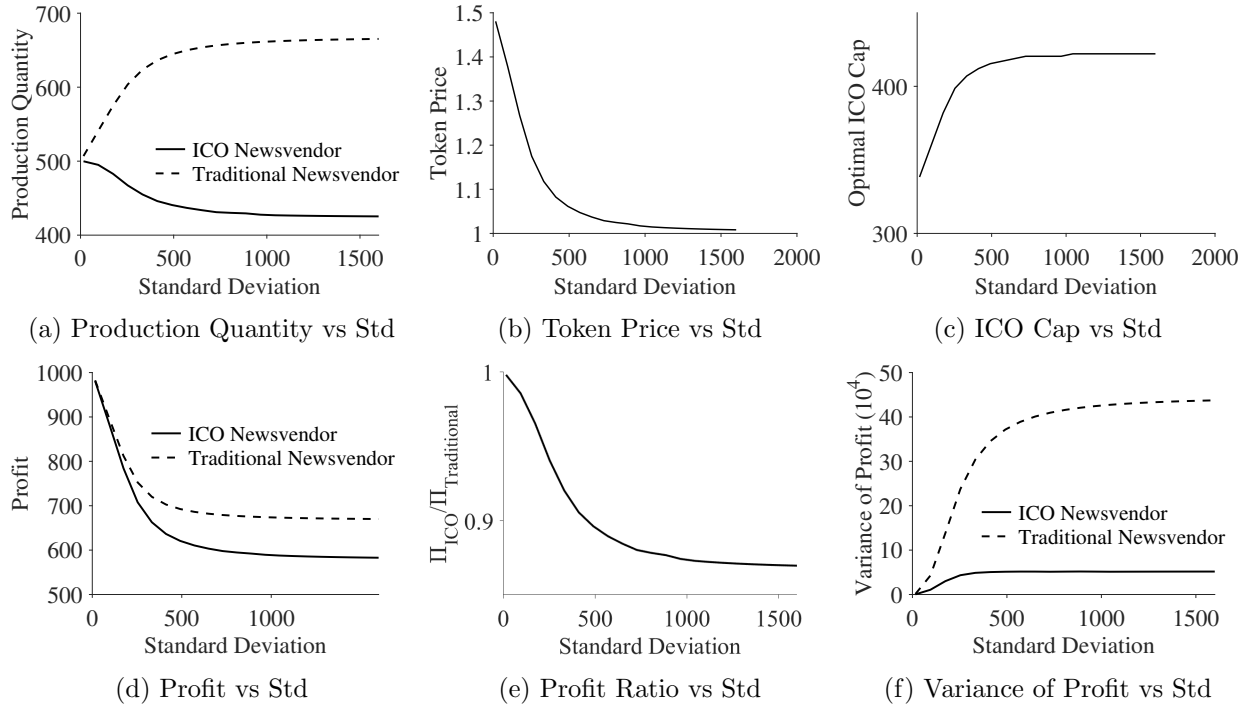 700
600
500
400
Production Quantity
ICO Newsvendor
Traditional Newsvendor
0 500 1000 1500
Standard Deviation
(a) Production Quantity vs Std
1.5
1.4
1.3
1.2
1.1
1
Token Price
0 500 1000 1500 2000
Standard Deviation
(b) Token Price vs Std
400
300
Optimal ICO Cap
0 500 1000 1500 2000
Standard Deviation
(c) ICO Cap vs Std
1000
900
800
700
600
500
Profit
ICO Newsvendor
Traditional Newsvendor
0 500 1000
Standard Deviation
(d) Profit vs Std
1
0.9
Π_ICO/Π_Traditional
0 500 1000 1500
Standard Deviation
(e) Profit Ratio vs Std
50
40
30
20
10
0
Variance of Profit (10^4)
ICO Newsvendor
Traditional Newsvendor
0 500 1000 1500
Standard Deviation
(f) Variance of Profit vs Std